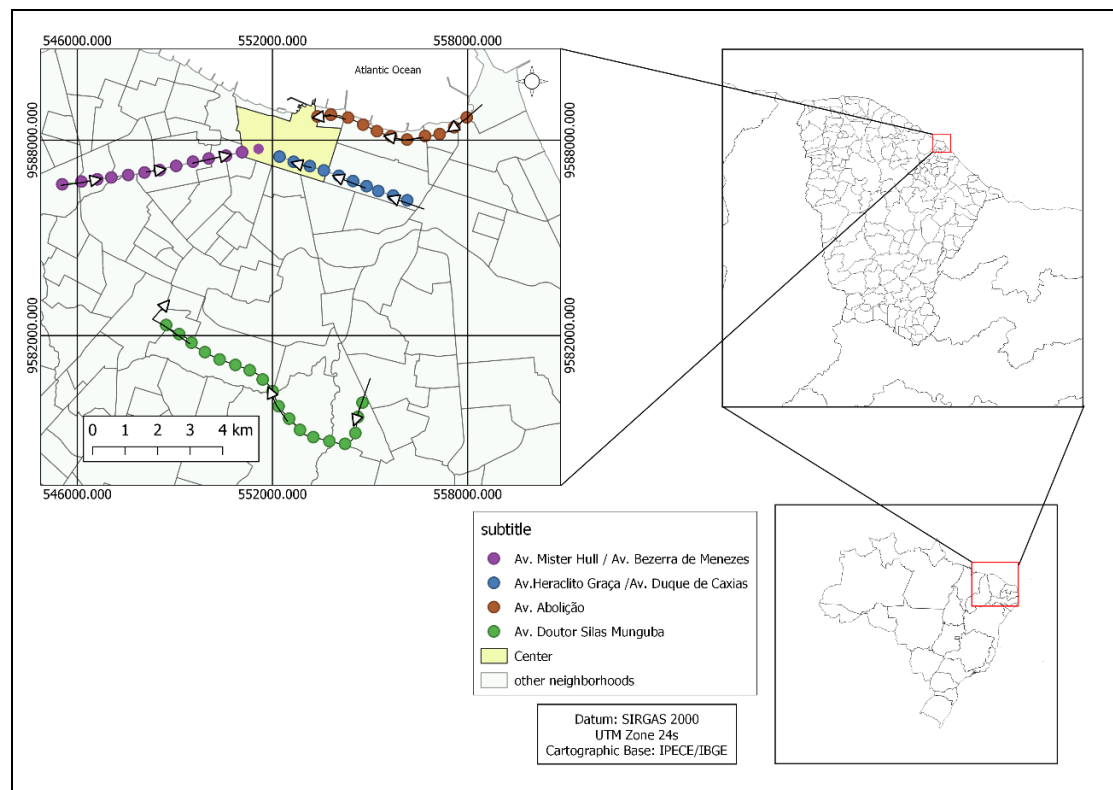 546000.000 552000.000 558000.000
Atlantic Ocean
9588000.000 9588000.000
9582000.000 9582000.000
0 1 2 3 4 km
546000.000 552000.000 558000.000
subtitle
Av. Mister Hull / Av. Bezerra de Menezes
Av.Heraclito Graça /Av. Duque de Caxias
Av. Abolição
Av. Doutor Silas Munguba
Center
other neighborhoods
Datum: SIRGAS 2000
UTM Zone 24s
Cartographic Base: IPECE/IBGE